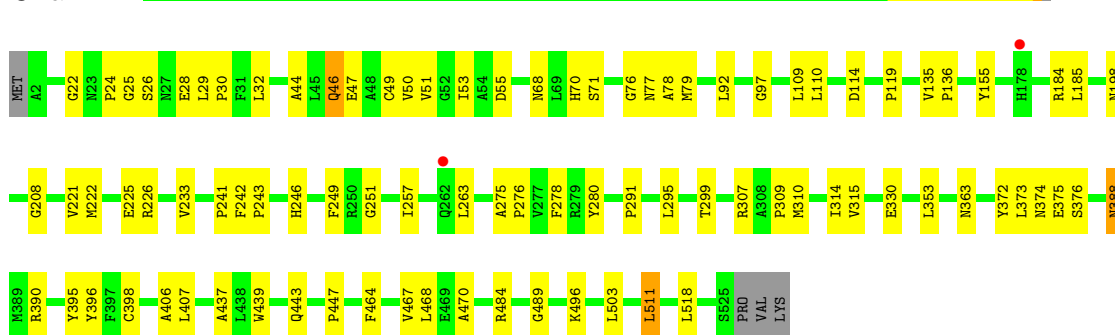 MET A2 G22 N23 P24 G25 S26 N27 E28 L29 P30 F31 L32 A44 L45 Q46 E47 A48 C49 V50 V51 G52 I53 A54 D55 N68 L69 H70 S71 G76 N77 A78 M79 L92 G97 L109 L110 D114 P119 V135 P136 Y155 H178 R184 L185
G208 V221 M222 E225 R226 V233 P241 F242 P243 H246 F249 R250 G251 I257 Q262 L263 A275 P276 V277 F278 R279 Y280 P291 L295 T299 R307 A308 P309 M310 I314 V315 E330 L353 N363 Y372 L373 N374 E375 S376
M389 R390 Y395 Y396 F397 C398 A406 L407 A437 L438 W439 Q443 P447 F464 V467 L468 E469 A470 R484 G489 K496 L503 L511 L518 S525 PRO VAL LYS